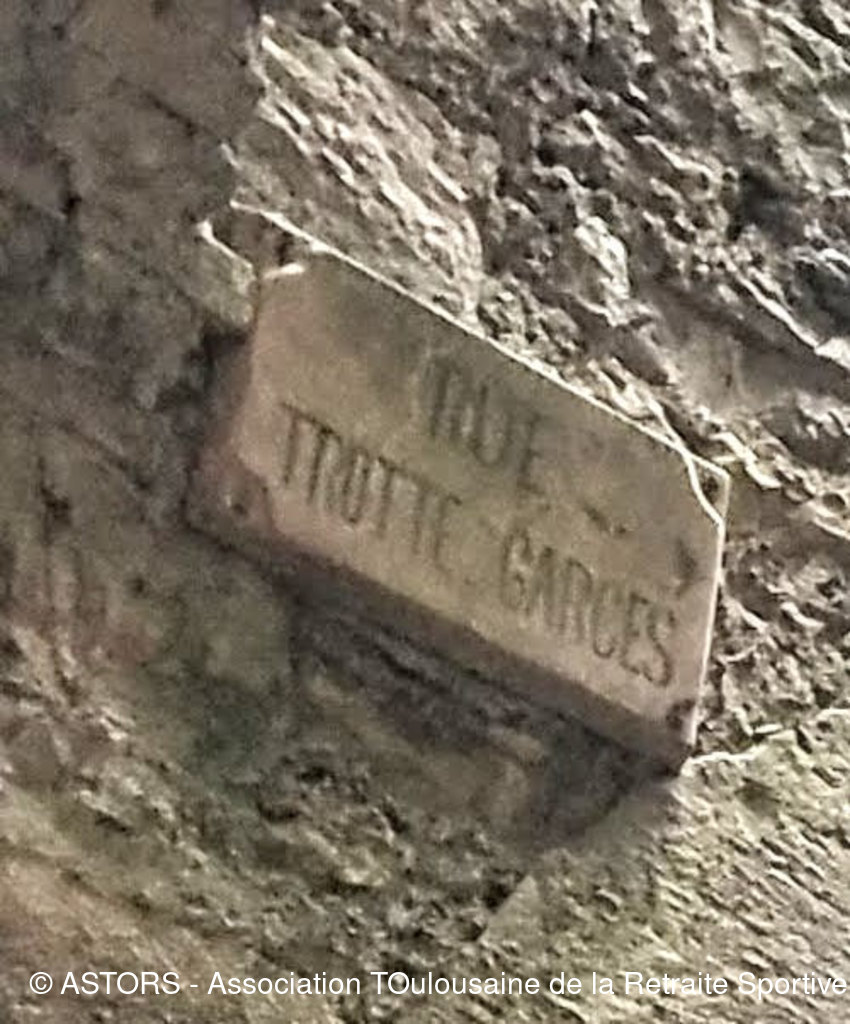 RUE
TROTTE GARCES
© ASTORS - Association TOulousaine de la Retraite Sportive